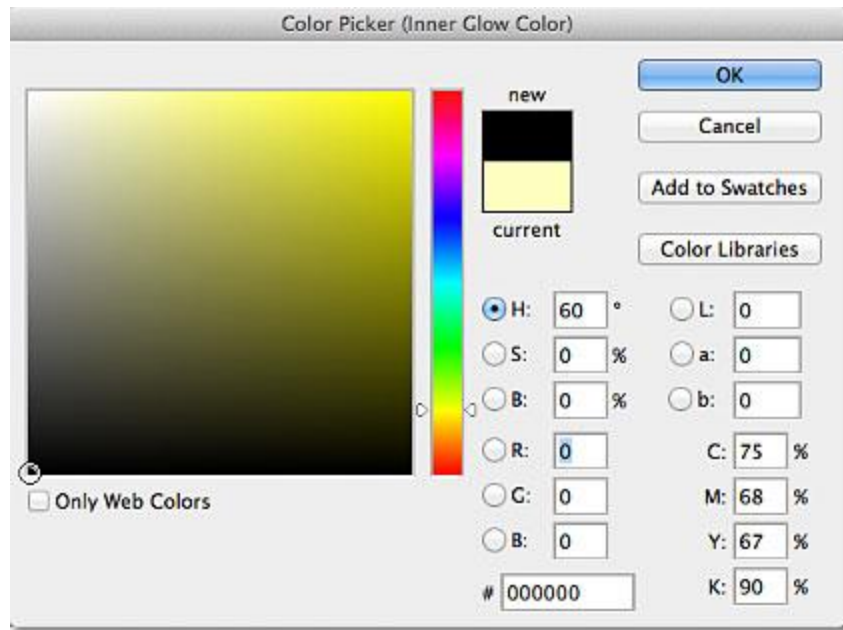 Color Picker (Inner Glow Color)
new
current
OK
Cancel
Add to Swatches
Color Libraries
H: 60 °
S: 0 %
B: 0 %
R: 0
G: 0
B: 0
# 000000
L: 0
a: 0
b: 0
C: 75 %
M: 68 %
Y: 67 %
K: 90 %
Only Web Colors